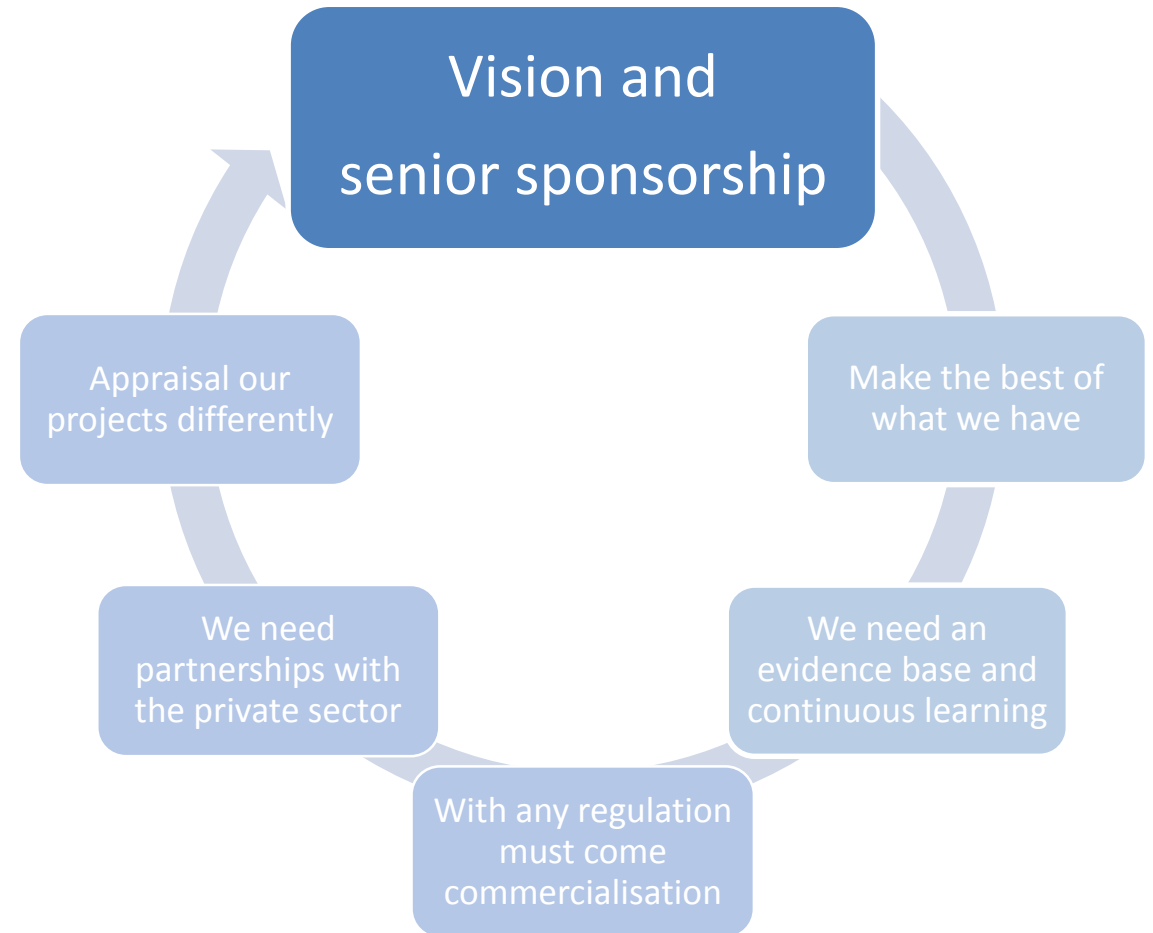 Vision and
senior sponsorship
Make the best of
what we have
We need an
evidence base and
continuous learning
With any regulation
must come
commercialisation
We need
partnerships with
the private sector
Appraisal our
projects differently